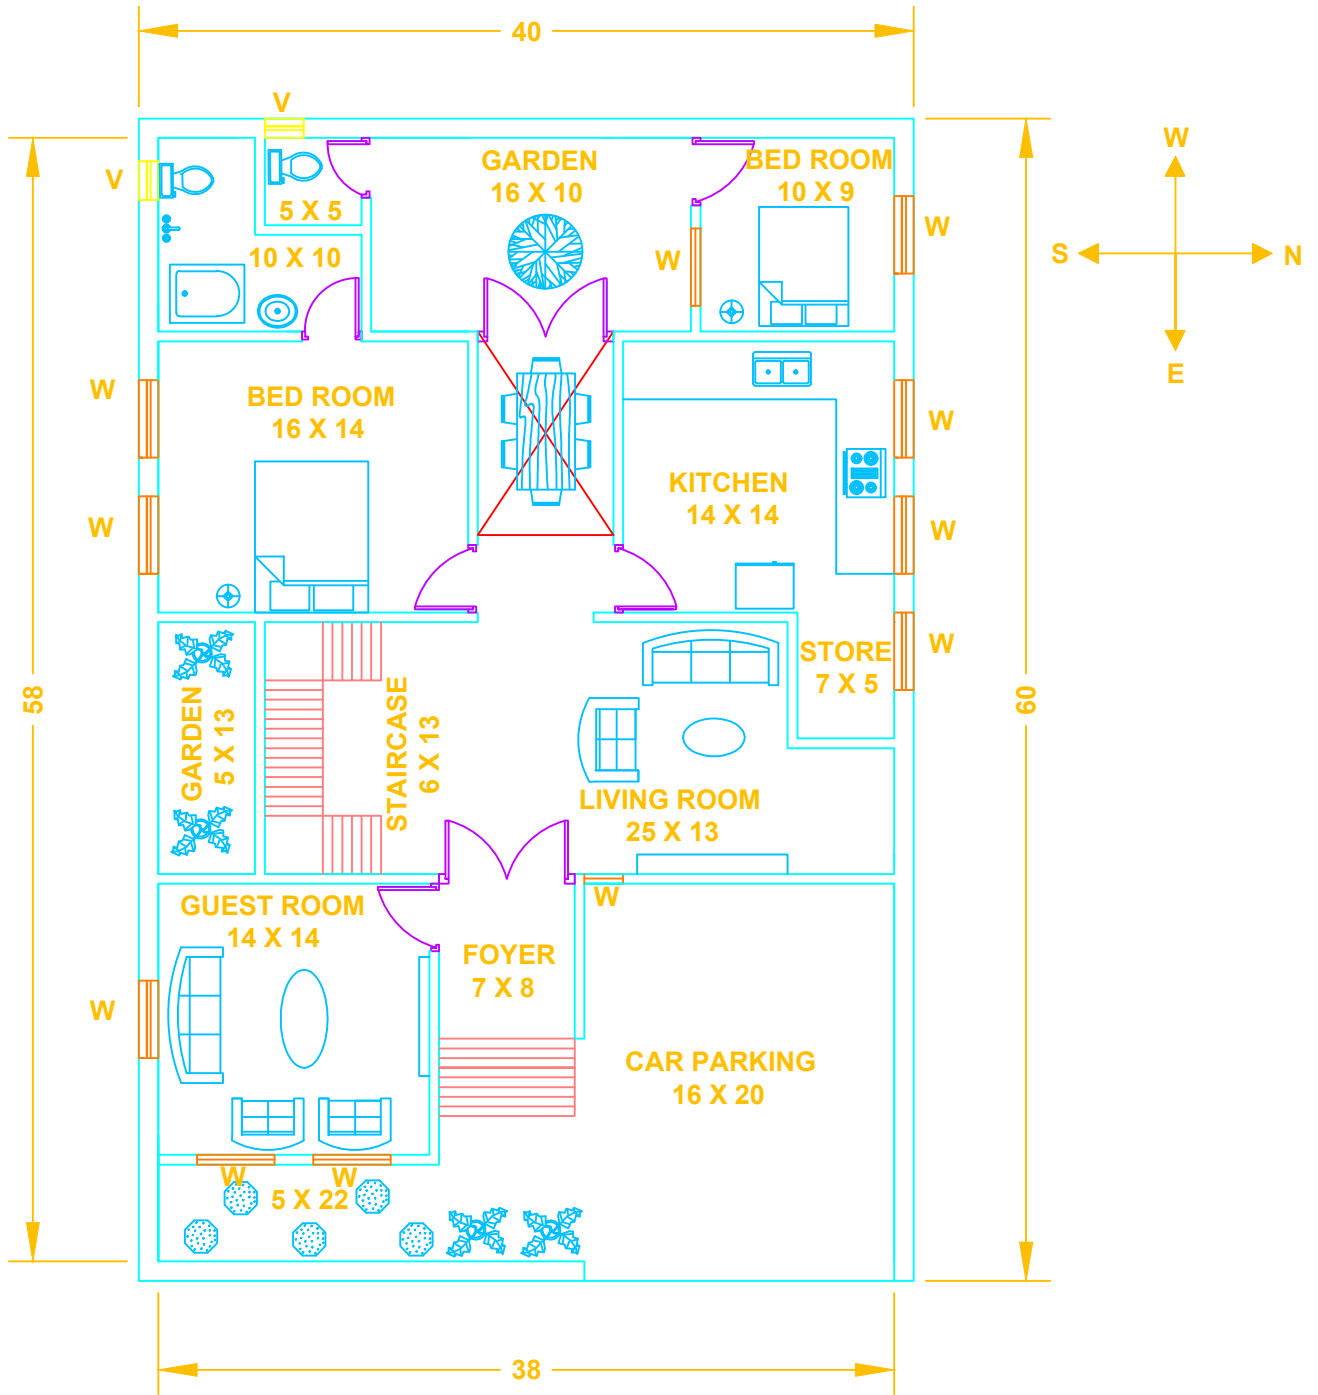 40
V
W
GARDEN
16 X 10
BED ROOM
10 X 9
V
5 X 5
W
10 X 10
W
S
N
E
W
BED ROOM
16 X 14
W
KITCHEN
14 X 14
W
W
STORE
7 X 5
W
58
GARDEN
5 X 13
STAIRCASE
6 X 13
60
LIVING ROOM
25 X 13
W
GUEST ROOM
14 X 14
FOYER
7 X 8
W
CAR PARKING
16 X 20
W
W
5 X 22
38